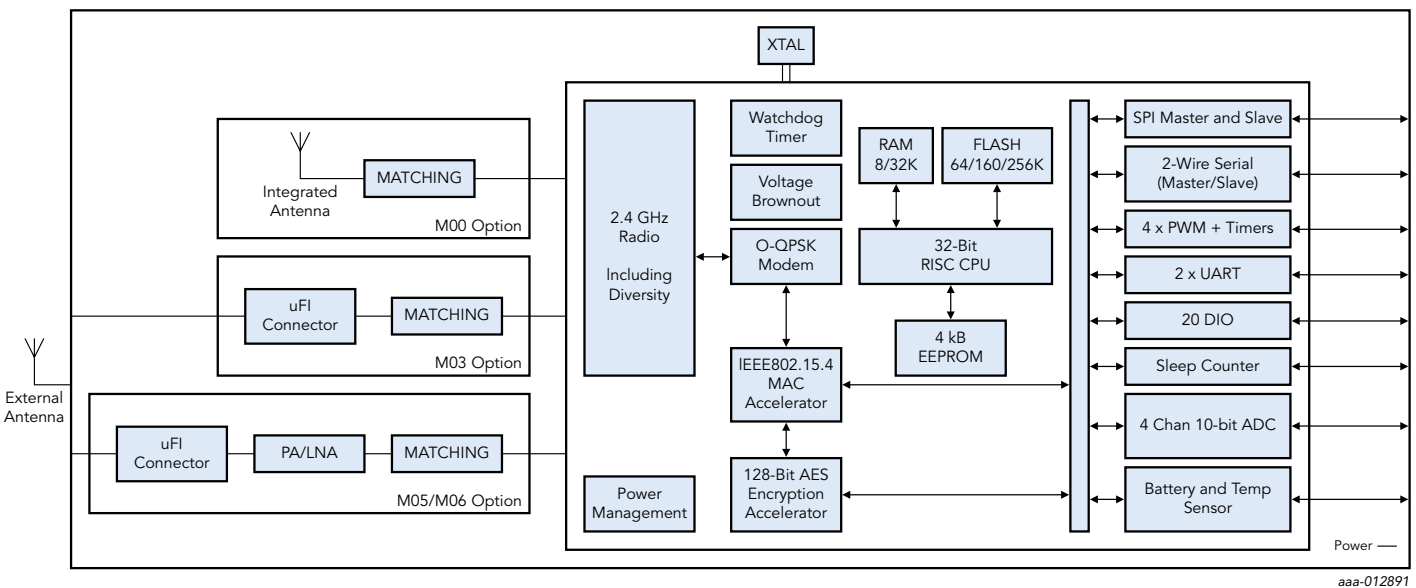 XTAL
Integrated
Antenna
MATCHING
M00 Option
uFl
Connector
MATCHING
M03 Option
External
Antenna
uFl
Connector
PA/LNA
MATCHING
M05/M06 Option
2.4 GHz
Radio
Including
Diversity
Power
Management
Watchdog
Timer
Voltage
Brownout
O-QPSK
Modem
IEEE802.15.4
MAC
Accelerator
128-Bit AES
Encryption
Accelerator
RAM
8/32K
FLASH
64/160/256K
32-Bit
RISC CPU
4 kB
EEPROM
SPI Master and Slave
2-Wire Serial
(Master/Slave)
4 x PWM + Timers
2 x UART
20 DIO
Sleep Counter
4 Chan 10-bit ADC
Battery and Temp
Sensor
Power
aaa-012891